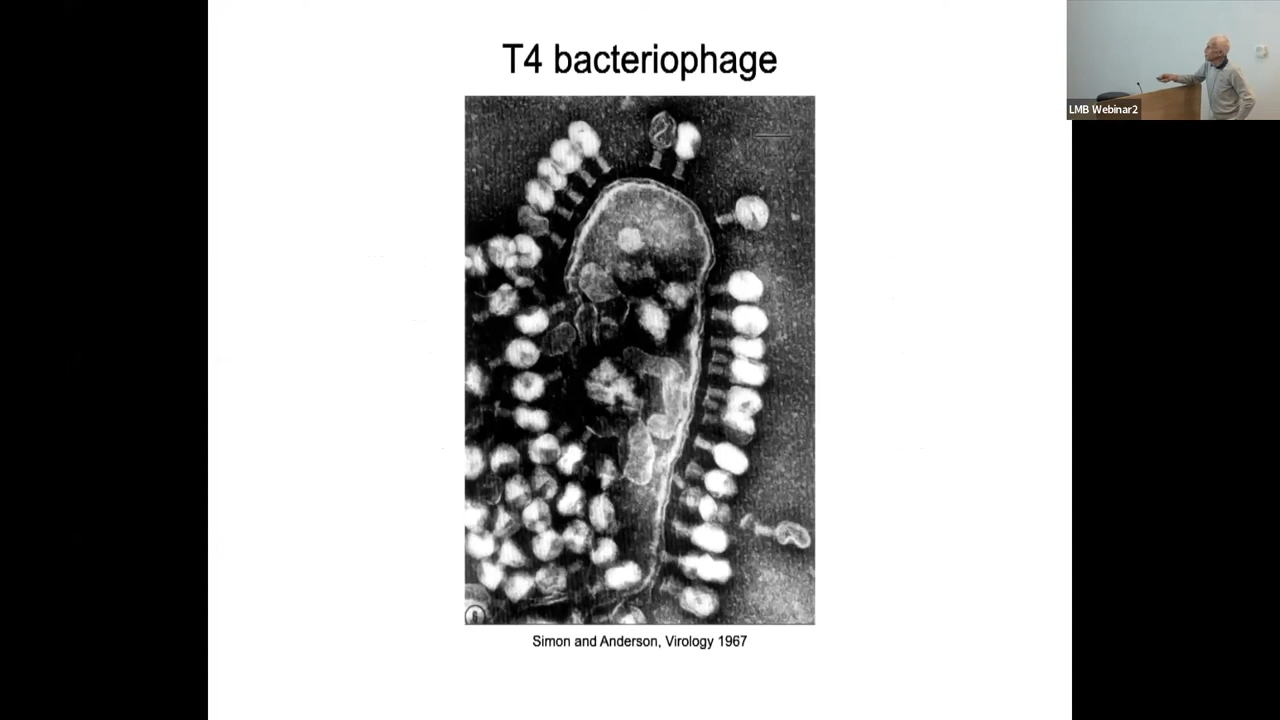 T4 bacteriophage
LMB Webinar2
Simon and Anderson, Virology 1967